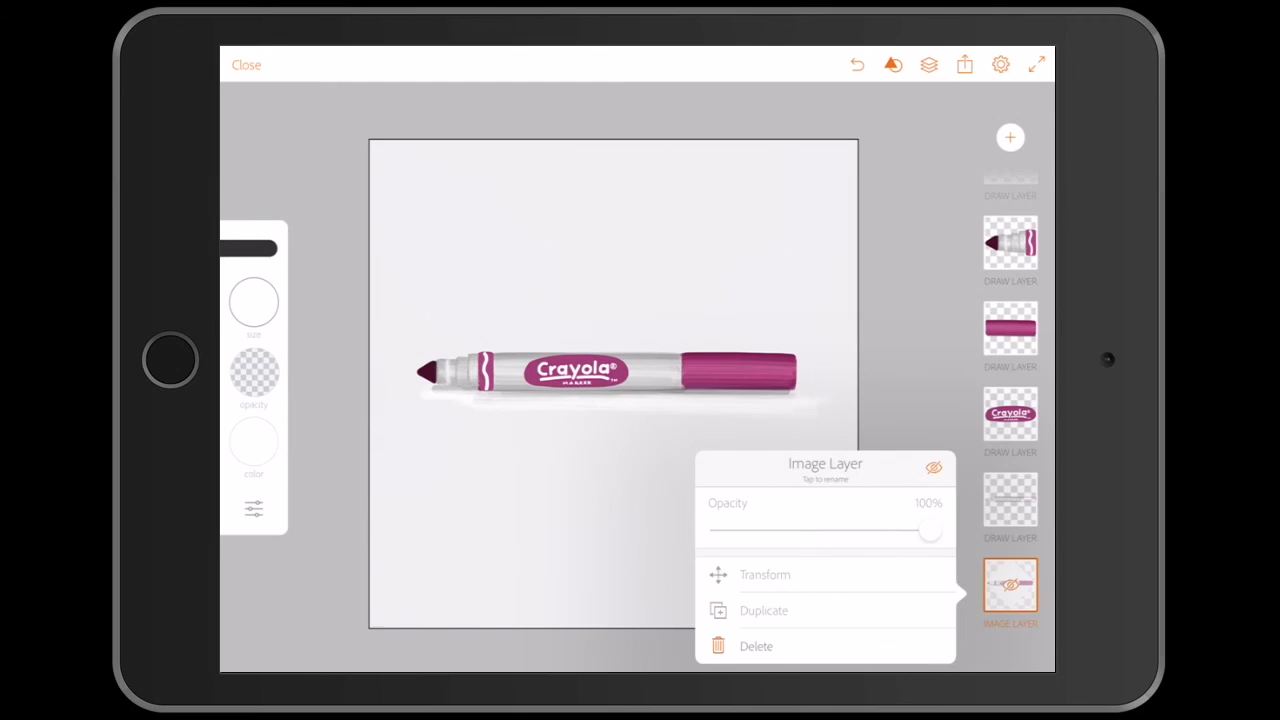 Close
DRAW LAYER
size
opacity
color
DRAW LAYER
DRAW LAYER
DRAW LAYER
DRAW LAYER
IMAGE LAYER
Crayola®
MARKER ™
Crayola
Image Layer
Tap to rename
Opacity 100%
Transform
Duplicate
Delete